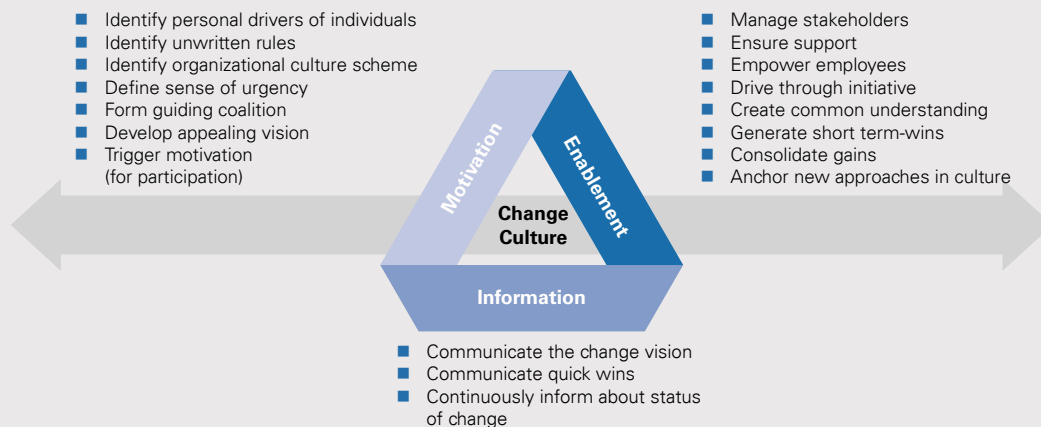 Identify personal drivers of individuals
Identify unwritten rules
Identify organizational culture scheme
Define sense of urgency
Form guiding coalition
Develop appealing vision
Trigger motivation
(for participation)
Manage stakeholders
Ensure support
Empower employees
Drive through initiative
Create common understanding
Generate short term-wins
Consolidate gains
Anchor new approaches in culture
Motivation
Enablement
Change
Culture
Information
Communicate the change vision
Communicate quick wins
Continuously inform about status
of change